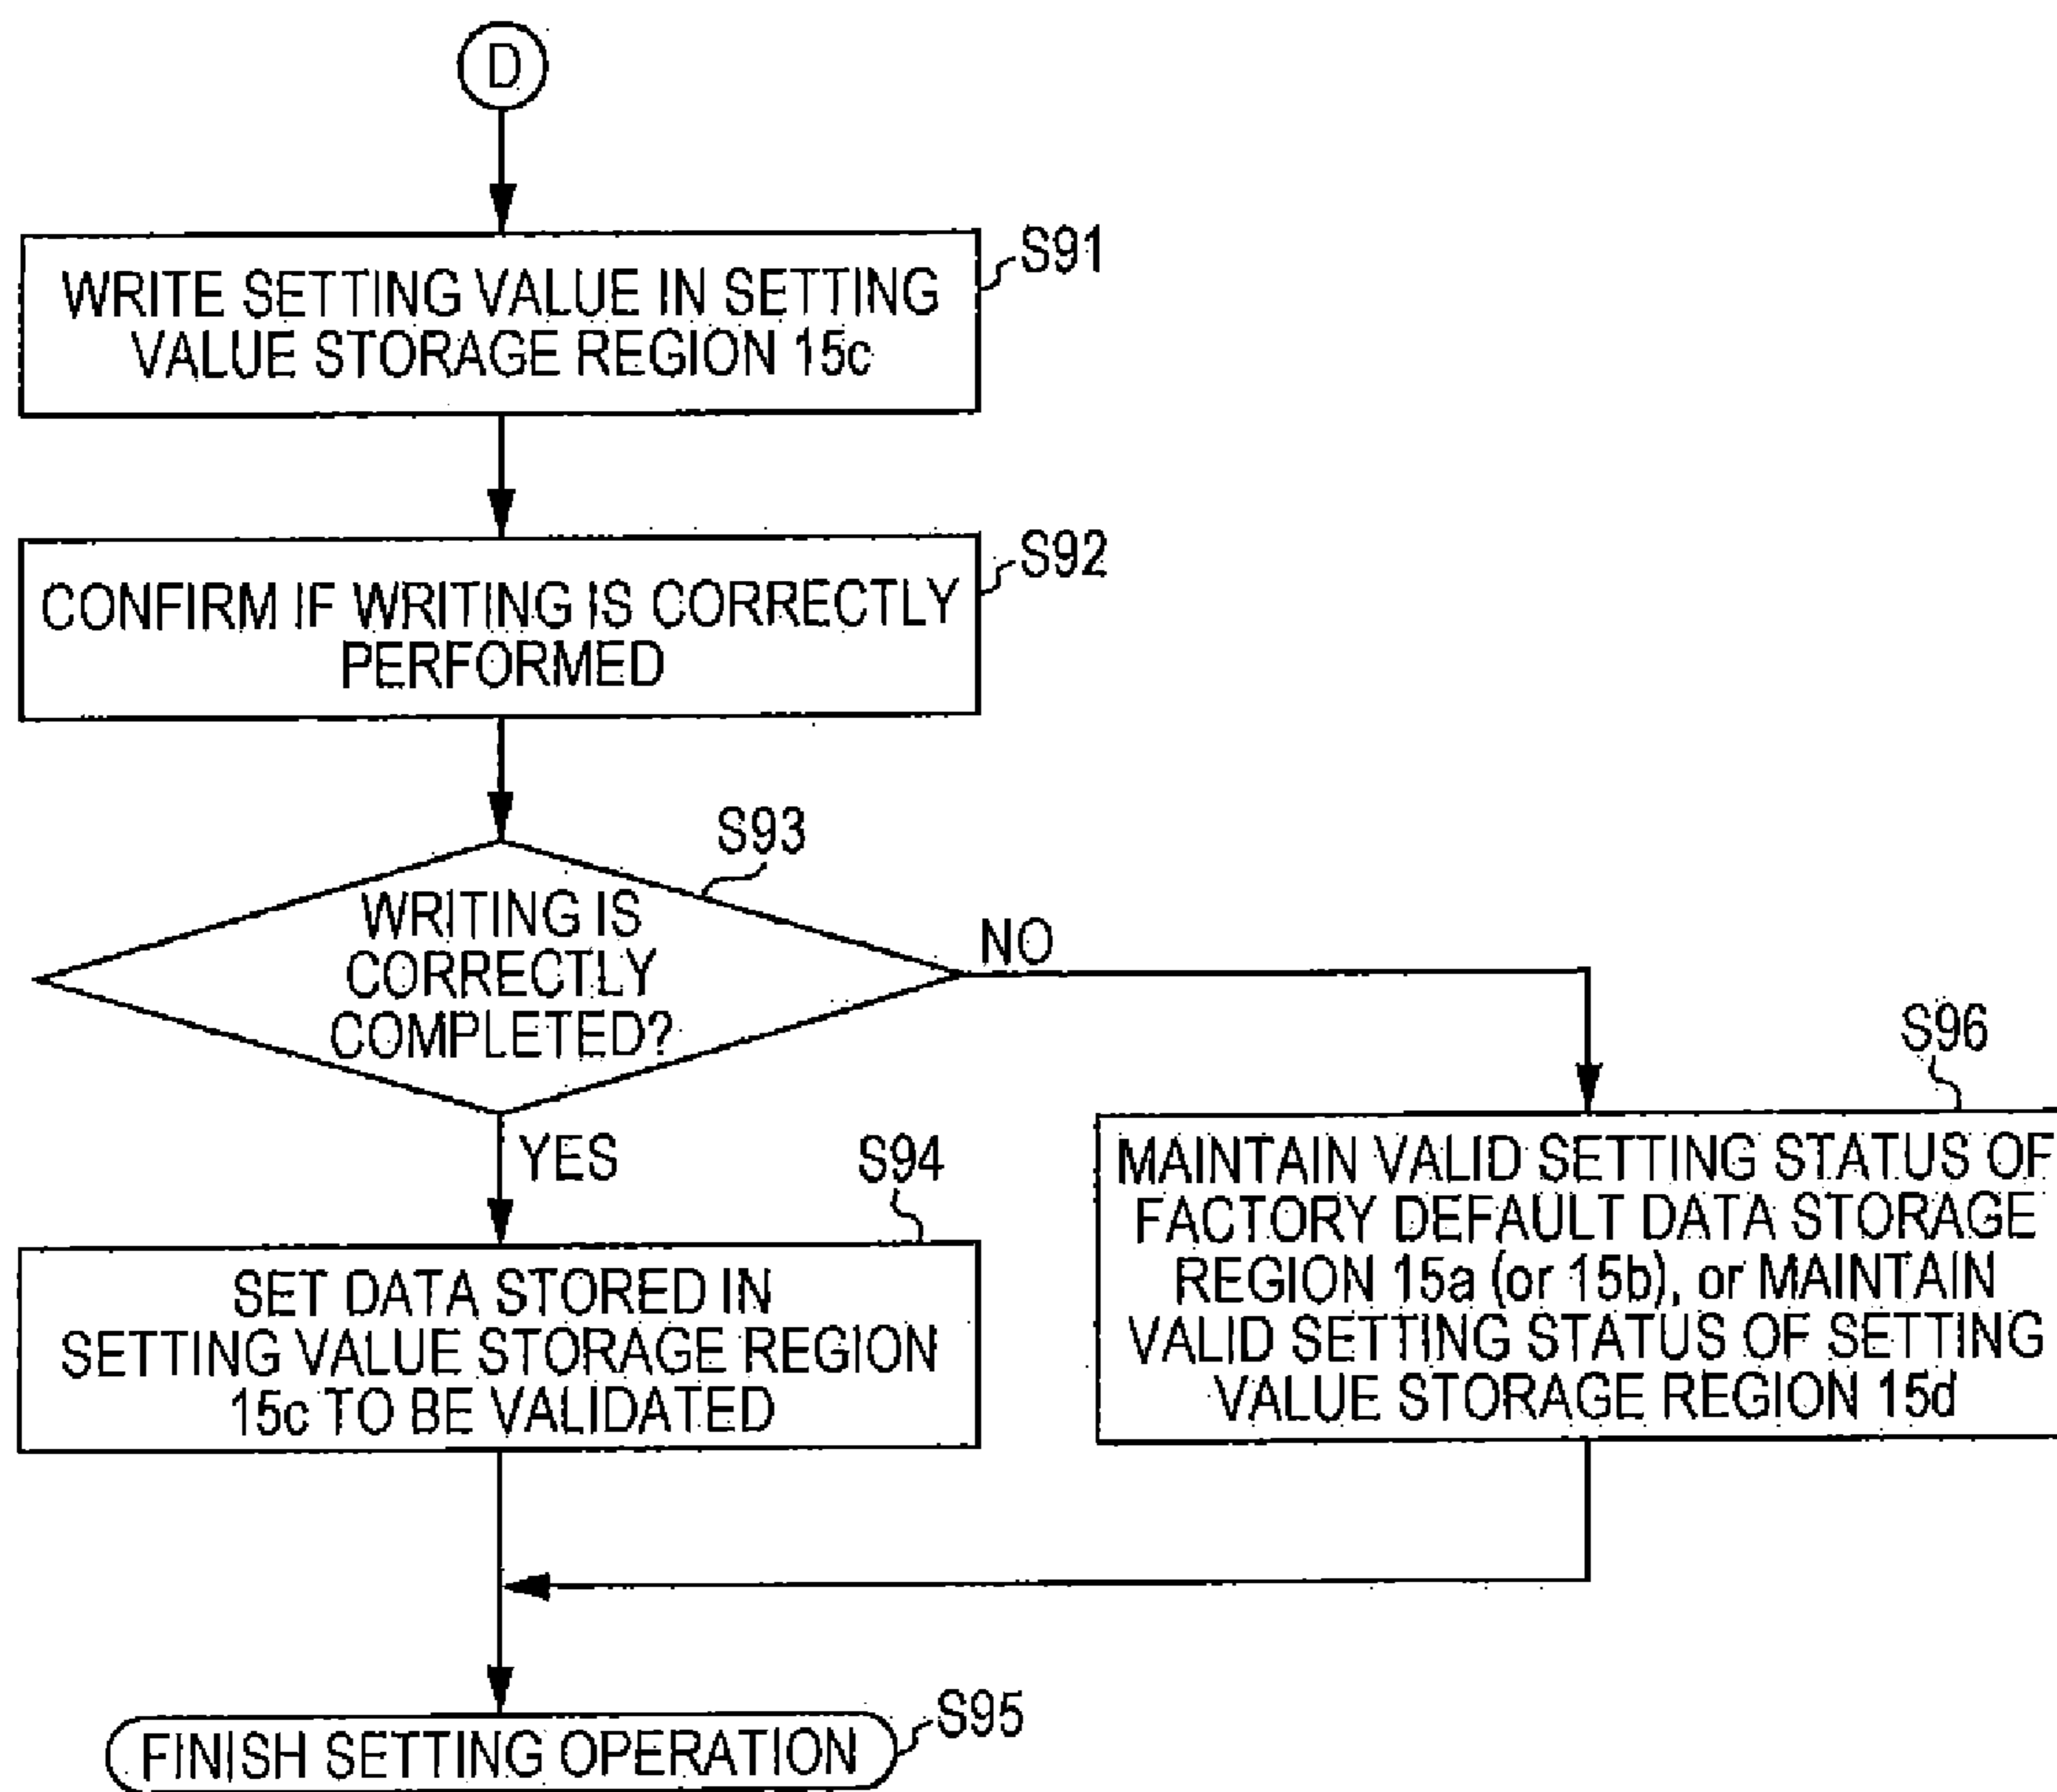 D
WRITE SETTING VALUE IN SETTING
VALUE STORAGE REGION 15c
S91
CONFIRM IF WRITING IS CORRECTLY
PERFORMED
S92
S93
WRITING IS
CORRECTLY
COMPLETED?
NO
YES
S94
SET DATA STORED IN
SETTING VALUE STORAGE REGION
15c TO BE VALIDATED
S96
MAINTAIN VALID SETTING STATUS OF
FACTORY DEFAULT DATA STORAGE
REGION 15a (or 15b), or MAINTAIN
VALID SETTING STATUS OF SETTING
VALUE STORAGE REGION 15d
FINISH SETTING OPERATION
S95